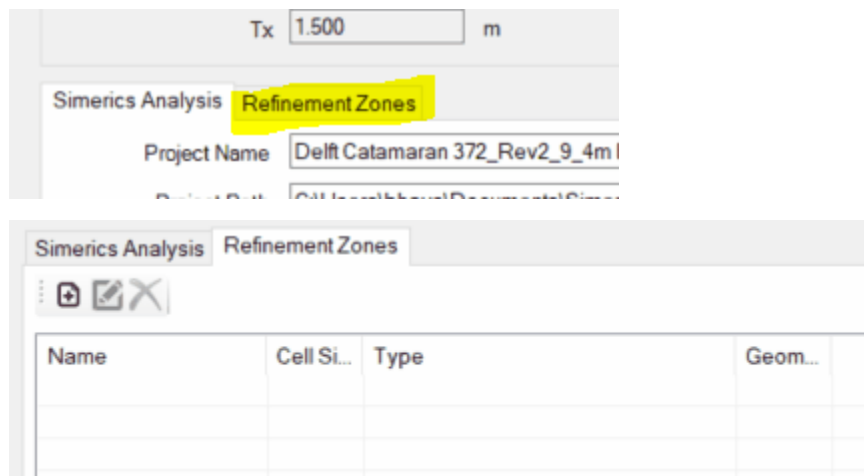 Tx 1.500 m
Simerics Analysis Refinement Zones
Project Name Delft Catamaran 372_Rev2_9_4m
Simerics Analysis Refinement Zones
Name Cell Si... Type Geom...